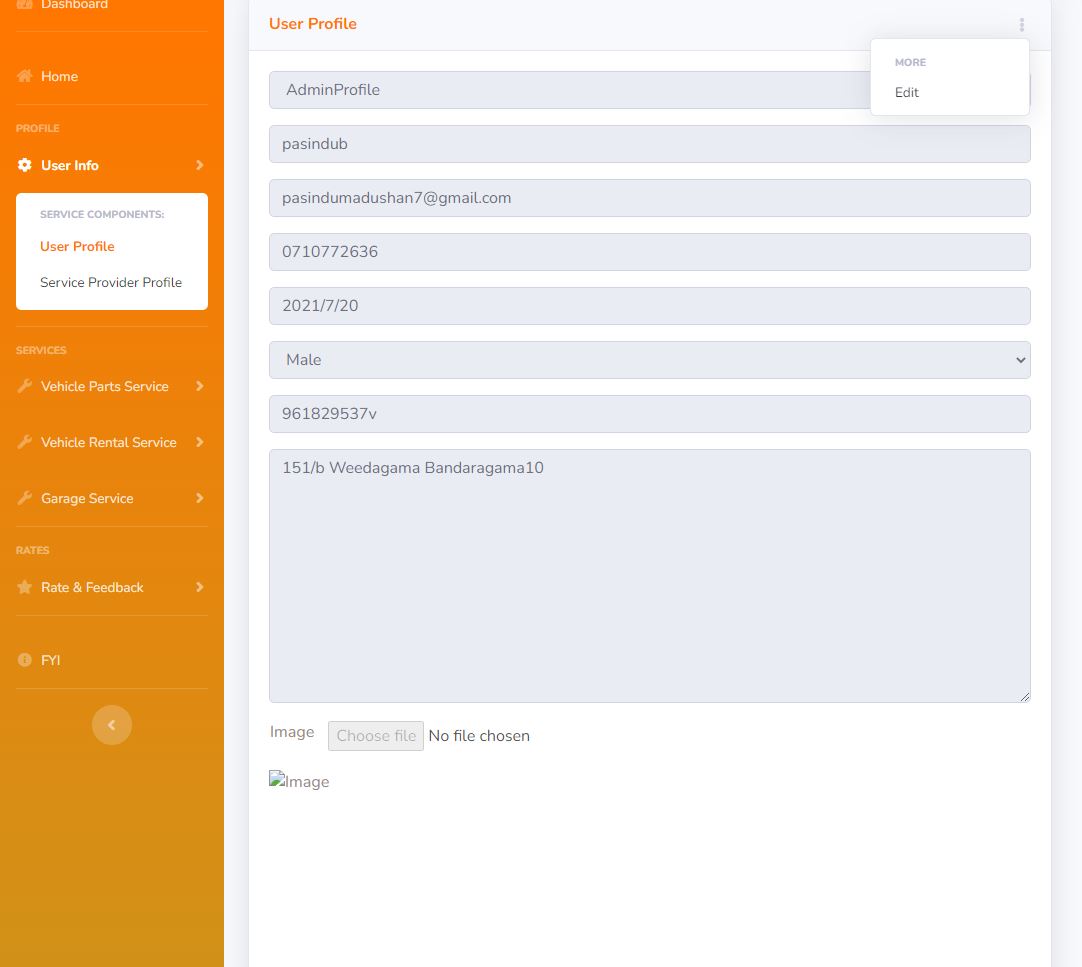 Dashboard
Home
PROFILE
User Info
SERVICE COMPONENTS:
User Profile
Service Provider Profile
SERVICES
Vehicle Parts Service
Vehicle Rental Service
Garage Service
RATES
Rate & Feedback
FYI
User Profile
MORE
Edit
AdminProfile
pasindub
pasindumadushan7@gmail.com
0710772636
2021/7/20
Male
961829537v
151/b Weedagama Bandaragama10
Image Choose file No file chosen
Image